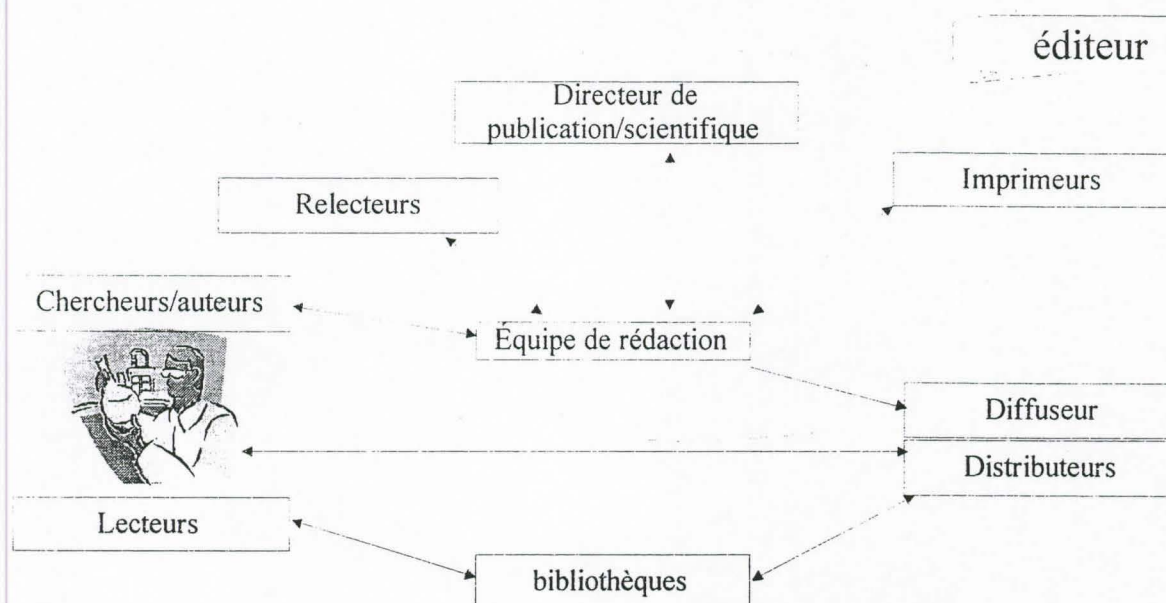 éditeur
Directeur de
publication/scientifique
Imprimeurs
Relecteurs
Chercheurs/auteurs
Équipe de rédaction
Diffuseur
Distributeurs
Lecteurs
bibliothèques